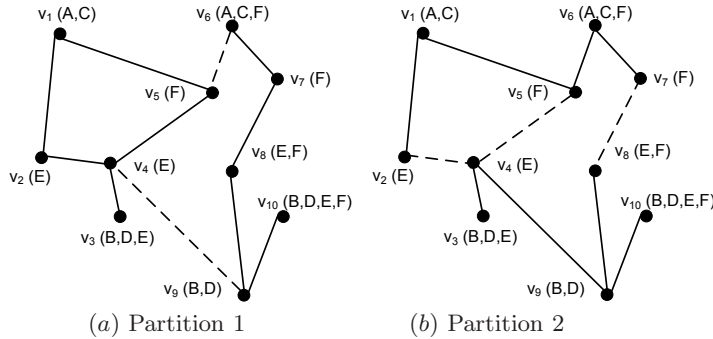 v1 (A,C)
v6 (A,C,F)
v7 (F)
v5 (F)
v8 (E,F)
v2 (E)
v4 (E)
v10 (B,D,E,F)
v3 (B,D,E)
v9 (B,D)
(a) Partition 1
v1 (A,C)
v6 (A,C,F)
v7 (F)
v5 (F)
v8 (E,F)
v2 (E)
v4 (E)
v10 (B,D,E,F)
v3 (B,D,E)
v9 (B,D)
(b) Partition 2